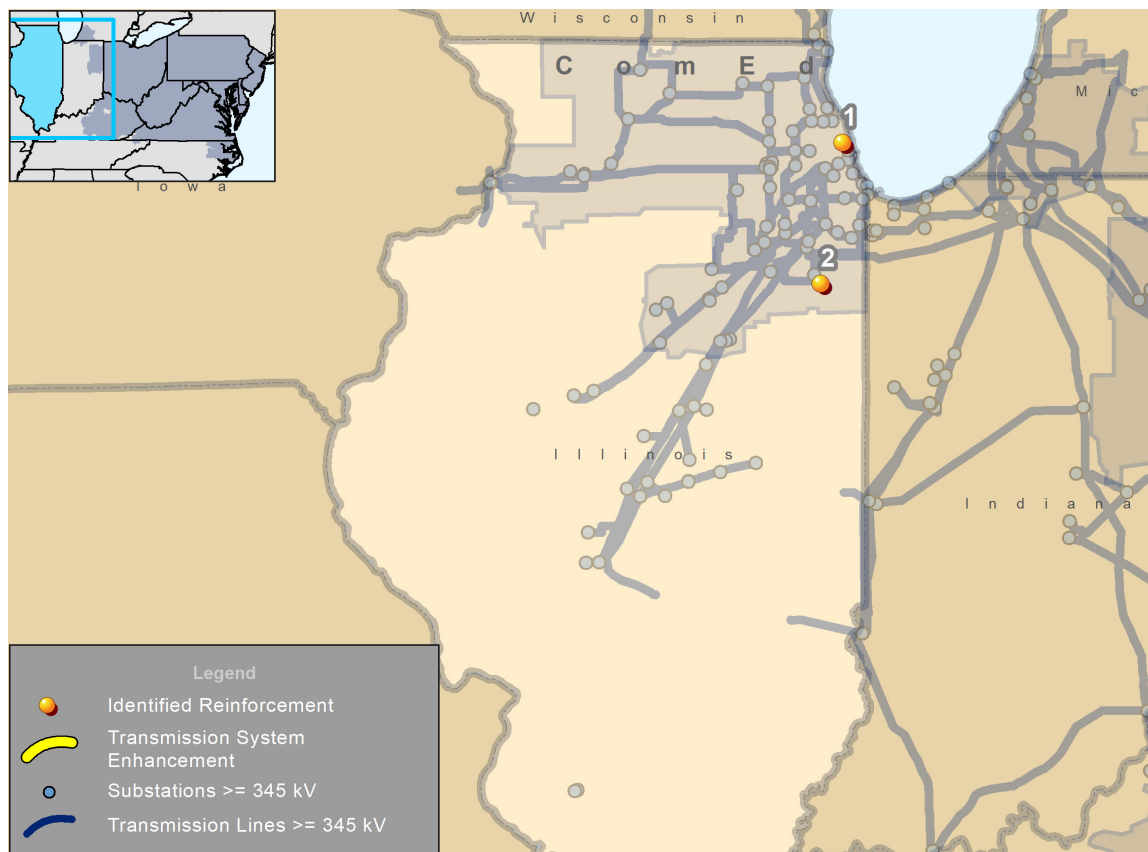 Wisconsin
ComEd
Mic
1
Iowa
2
Illinois
Indiana
Legend
Identified Reinforcement
Transmission System
Enhancement
Substations >= 345 kV
Transmission Lines >= 345 kV